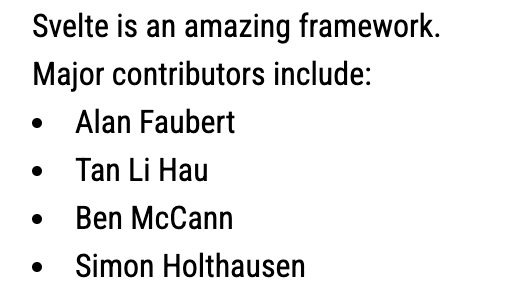 Svelte is an amazing framework.
Major contributors include:
• Alan Faubert
• Tan Li Hau
• Ben McCann
• Simon Holthausen